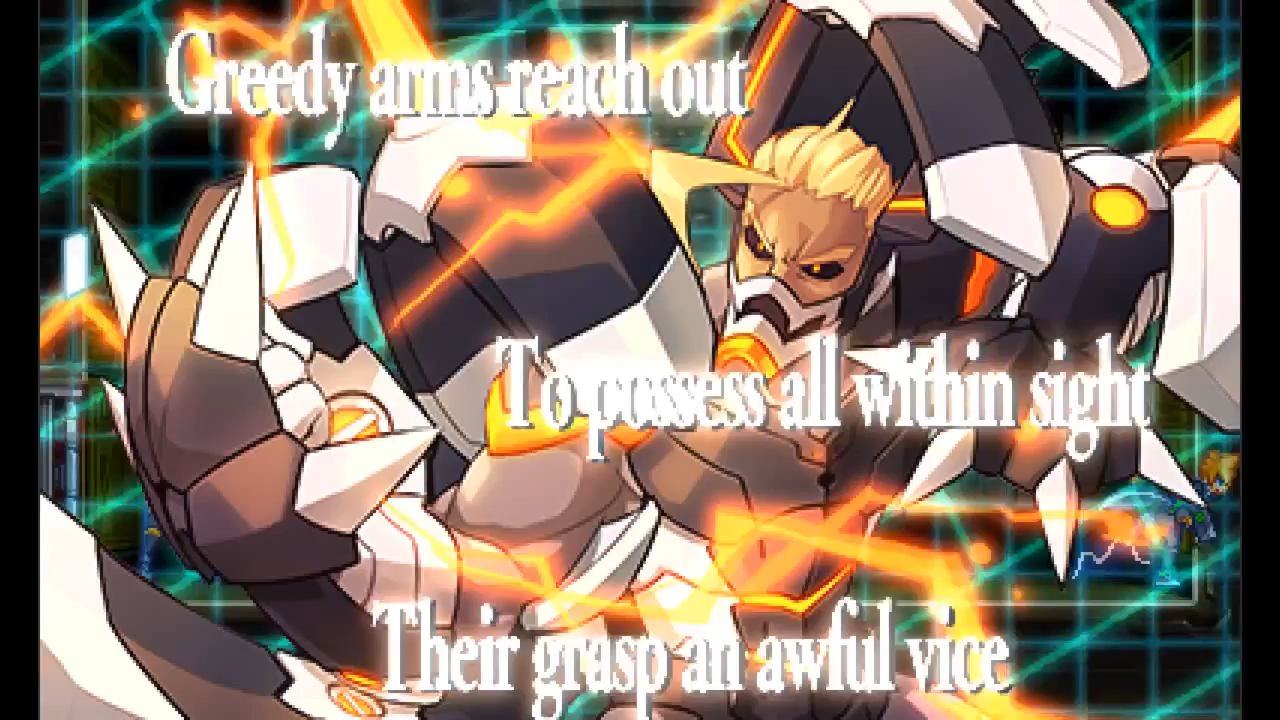 Greedy arms reach out
To possess all within sight
Their grasp an awful vice